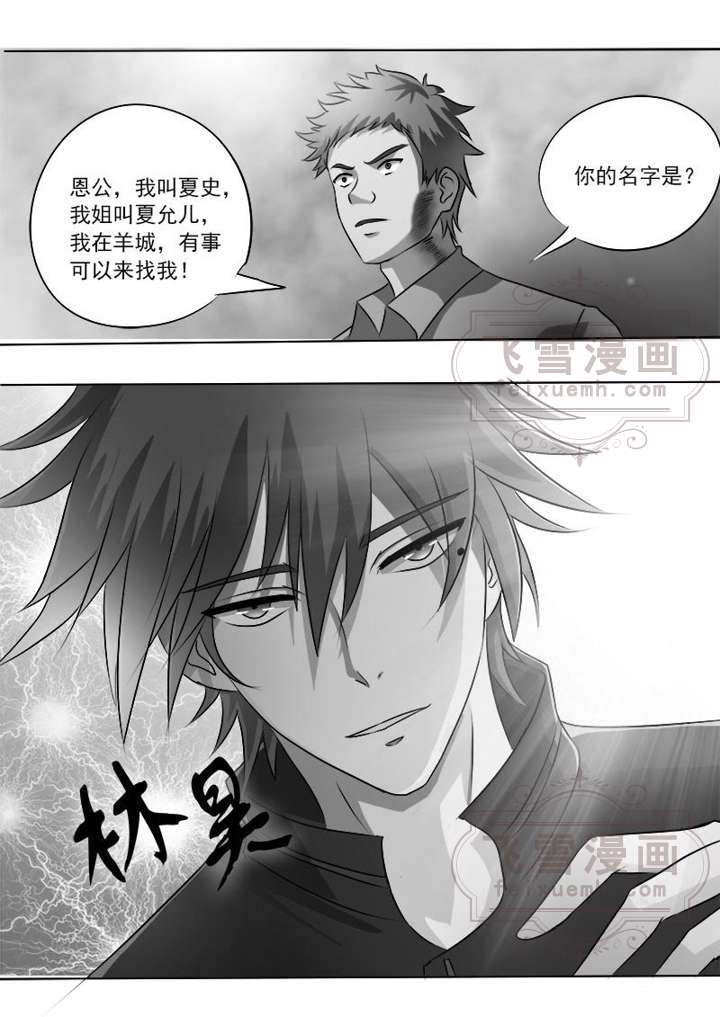 恩公，我叫夏史，
我姐叫夏允儿，
我在羊城，有事
可以来找我！
你的名字是？
飞雪漫画
feixuemh.com
林昊
飞雪漫画
feixuemh.com